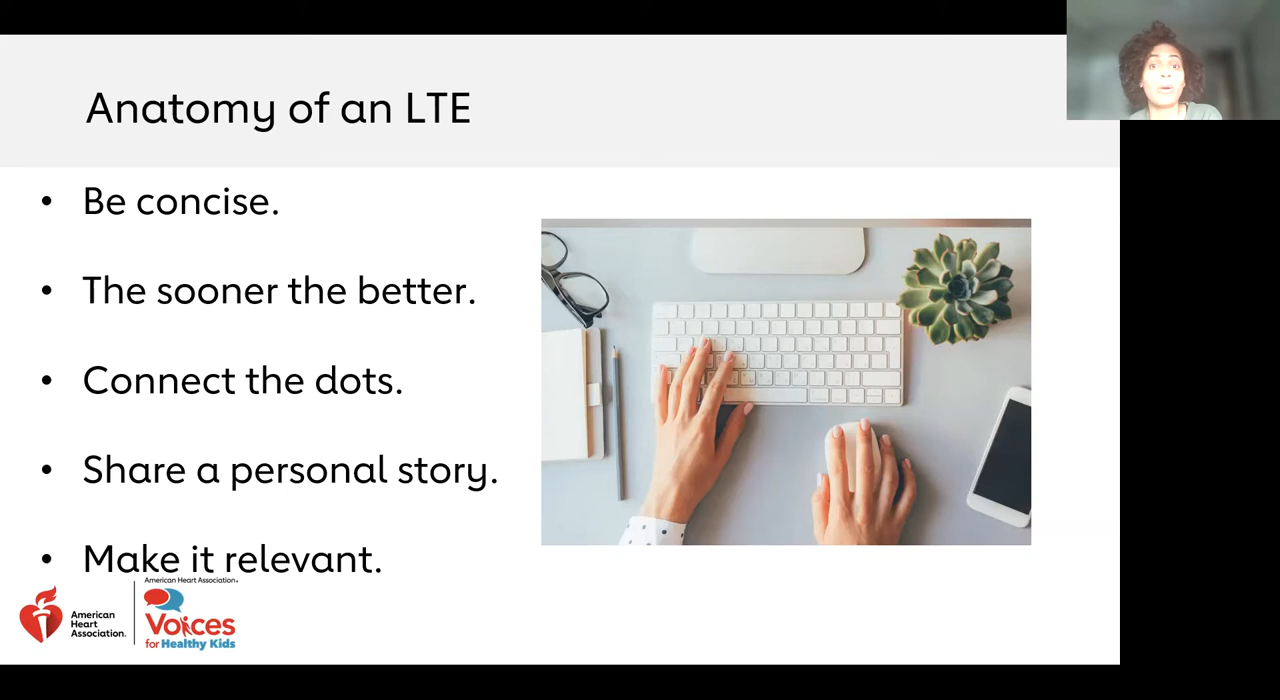 Anatomy of an LTE
• Be concise.
• The sooner the better.
• Connect the dots.
• Share a personal story.
• Make it relevant.
American Heart Association®
American
Heart
Association®
Voices
for Healthy Kids